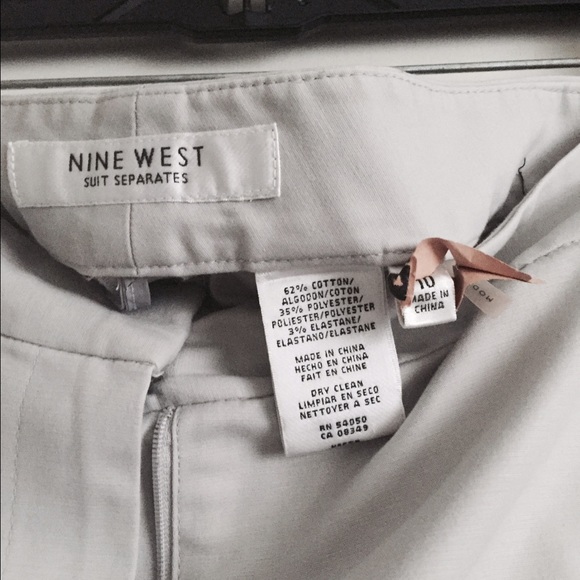 NINE WEST
SUIT SEPARATES
62% COTTON/
ALGODON/COTON
35% POLYESTER/
POLIESTER/POLYESTER
3% ELASTANE/
ELASTANO/ELASTANE
MADE IN CHINA
HECHO EN CHINA
FAIT EN CHINE
DRY CLEAN
LIMPIAR EN SECO
NETTOYER A SEC
RN 54050
CA 08349
10
MADE IN
CHINA